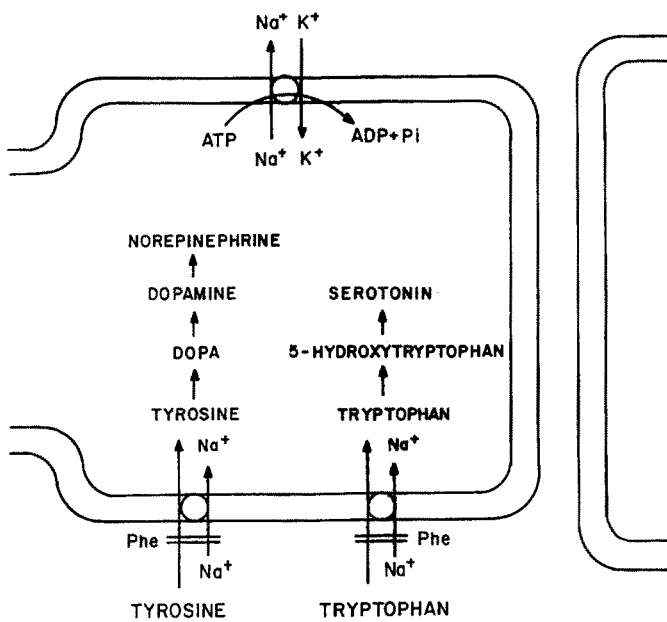 Na⁺ K⁺
ATP ADP+Pi
Na⁺ K⁺
NOREPINEPHRINE
DOPAMINE SEROTONIN
DOPA 5-HYDROXYTRYPTOPHAN
TYROSINE TRYPTOPHAN
Na⁺ Na⁺
Phe Phe
Na⁺ Na⁺
TYROSINE TRYPTOPHAN